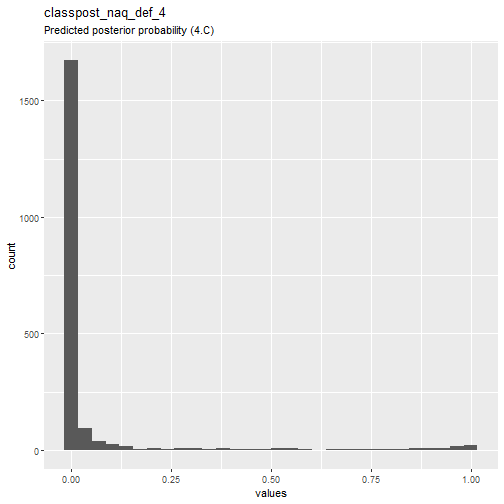 classpost_naq_def_4
Predicted posterior probability (4.C)
1500
1000
500
0
count
0.00 0.25 0.50 0.75 1.00
values